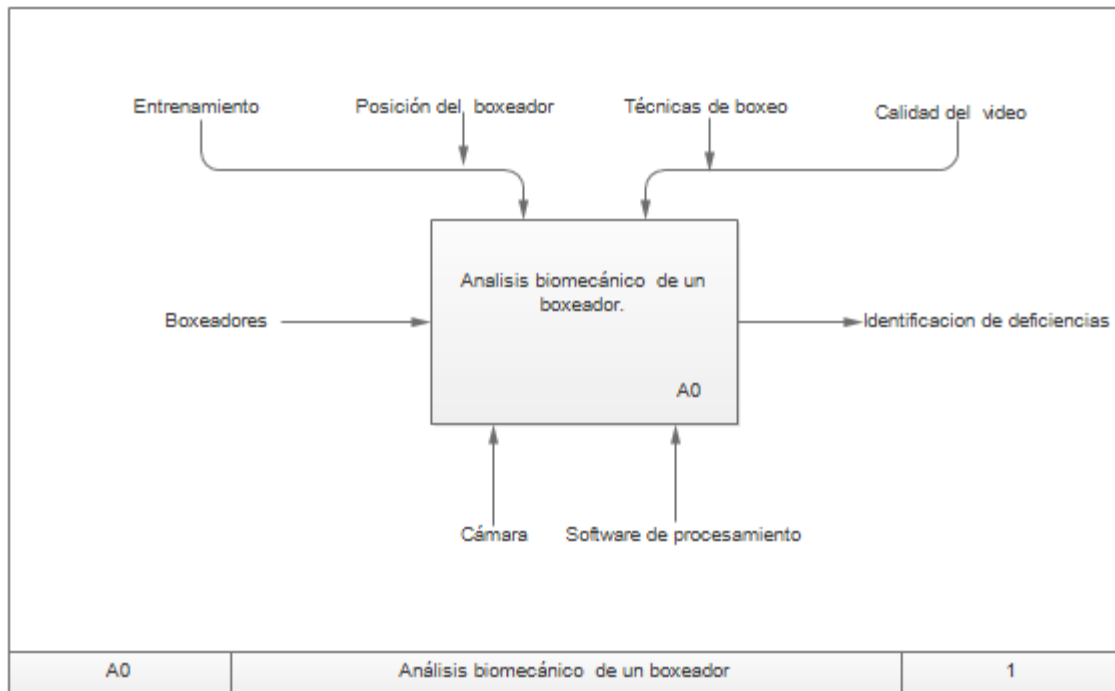 Entrenamiento
Posición del boxeador
Técnicas de boxeo
Calidad del video
Analisis biomecánico de un
boxeador.
A0
Boxeadores
Identificacion de deficiencias
Cámara
Software de procesamiento
A0
Análisis biomecánico de un boxeador
1